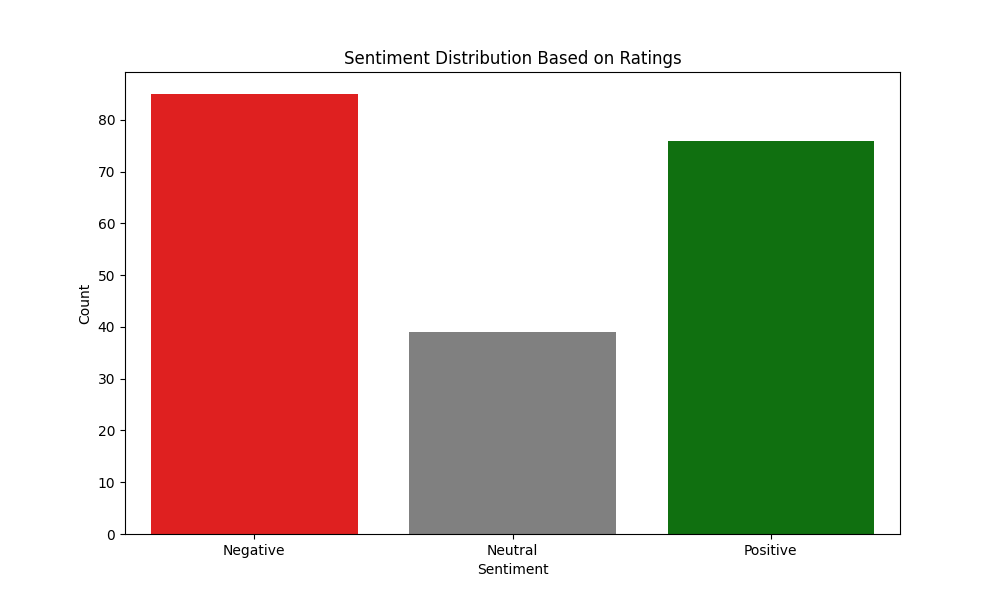 Sentiment Distribution Based on Ratings
Count
80
70
60
50
40
30
20
10
0
Negative
Neutral
Positive
Sentiment